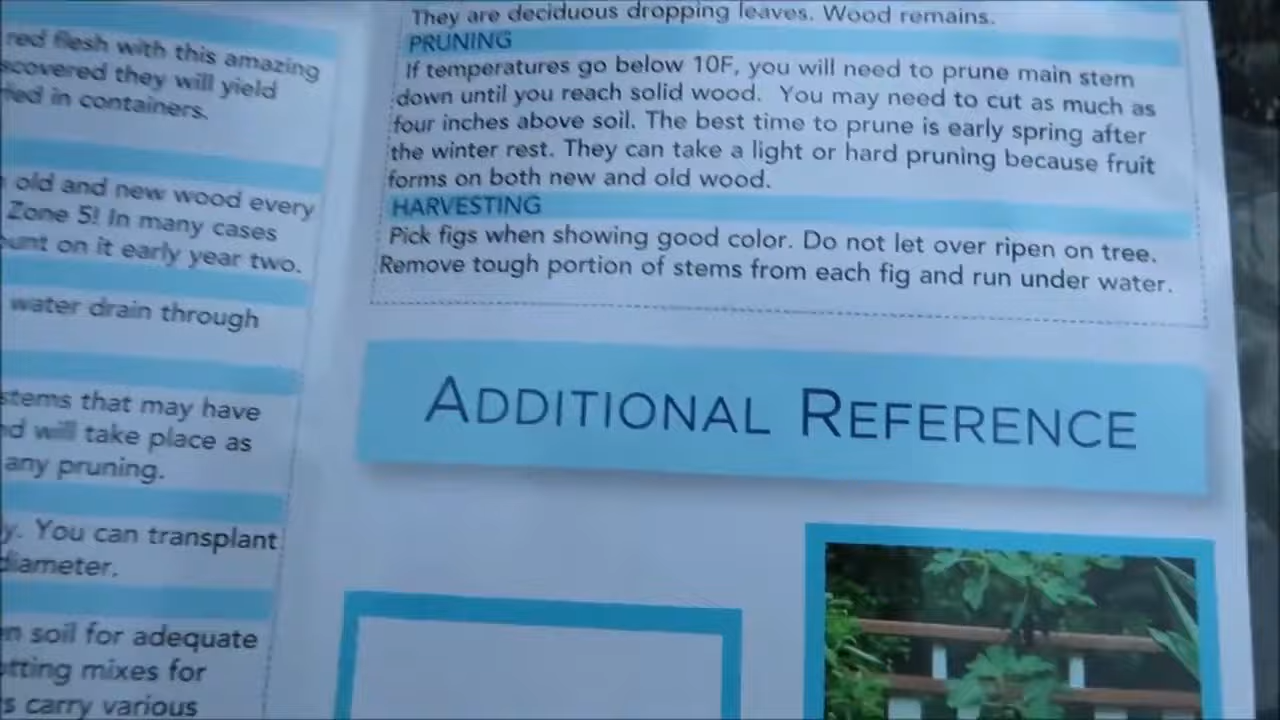 red flesh with this amazing
scovered they will yield
in containers.
old and new wood every
Zone 5! In many cases
ount on it early year two.
water drain through
stems that may have
d will take place as
any pruning.
y. You can transplant
diameter.
n soil for adequate
otting mixes for
s carry various
They are deciduous dropping leaves. Wood remains.
PRUNING
If temperatures go below 10F, you will need to prune main stem
down until you reach solid wood. You may need to cut as much as
four inches above soil. The best time to prune is early spring after
the winter rest. They can take a light or hard pruning because fruit
forms on both new and old wood.
HARVESTING
Pick figs when showing good color. Do not let over ripen on tree.
Remove tough portion of stems from each fig and run under water.
ADDITIONAL REFERENCE